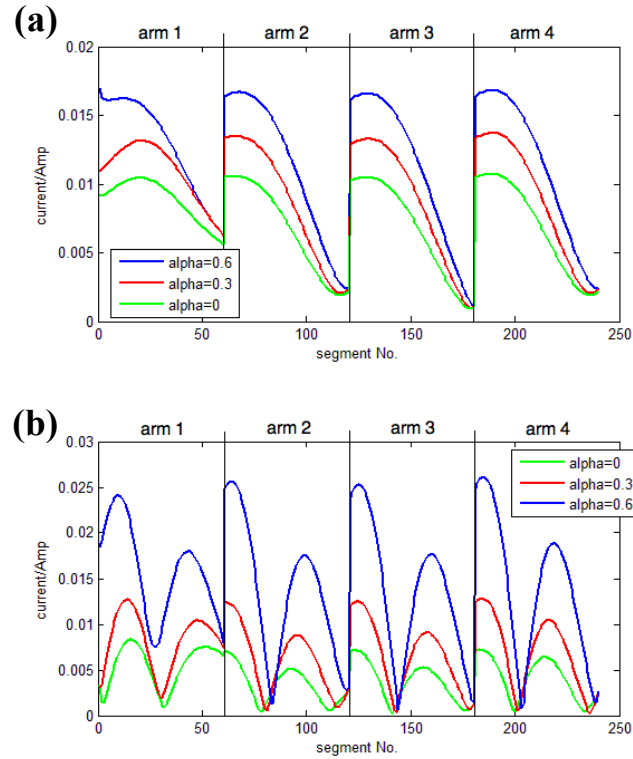 (a)
arm 1 arm 2 arm 3 arm 4
0.02
0.015
0.01
0.005
0
current/Amp
alpha=0.6
alpha=0.3
alpha=0
0 50 100 150 200 250
segment No.
(b)
arm 1 arm 2 arm 3 arm 4
0.03
0.025
0.02
0.015
0.01
0.005
0
current/Amp
alpha=0
alpha=0.3
alpha=0.6
0 50 100 150 200 250
segment No.